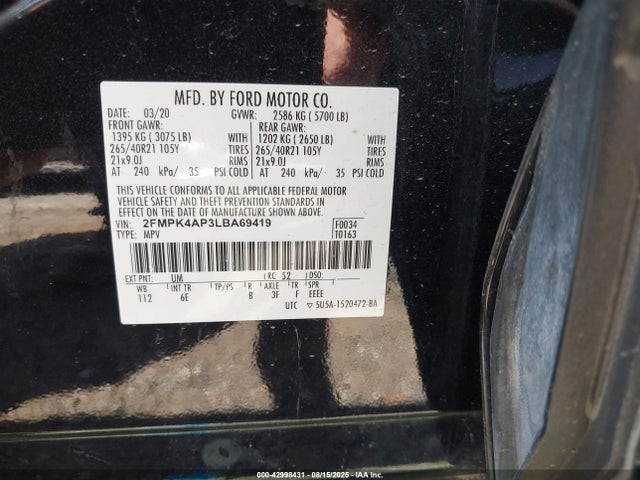 MFD. BY FORD MOTOR CO.
DATE: 03/20 GVWR: 2586 KG ( 5700 LB)
FRONT GAWR: REAR GAWR:
1395 KG ( 3075 LB) WITH 1202 KG ( 2650 LB) WITH
265/40R21 105Y TIRES 265/40R21 105Y TIRES
21x9.0J RIMS 21x9.0J RIMS
AT 240 kPa/ 35 PSI COLD AT 240 kPa/ 35 PSI COLD
THIS VEHICLE CONFORMS TO ALL APPLICABLE FEDERAL MOTOR
VEHICLE SAFETY AND THEFT PREVENTION STANDARDS IN
EFFECT ON THE DATE OF MANUFACTURE SHOWN ABOVE.
VIN: 2FMPK4AP3LBA69419 F0034
TYPE: MPV T0163
EXT PNT: UM RC: 52 DSO:
WB INT TR TP/PS R AXLE TR SPR
112 6E B 3F F EEEE
UTC ▽ 5U5A-1520472-BA
000-42998431 - 08/15/2025 - IAA Inc.